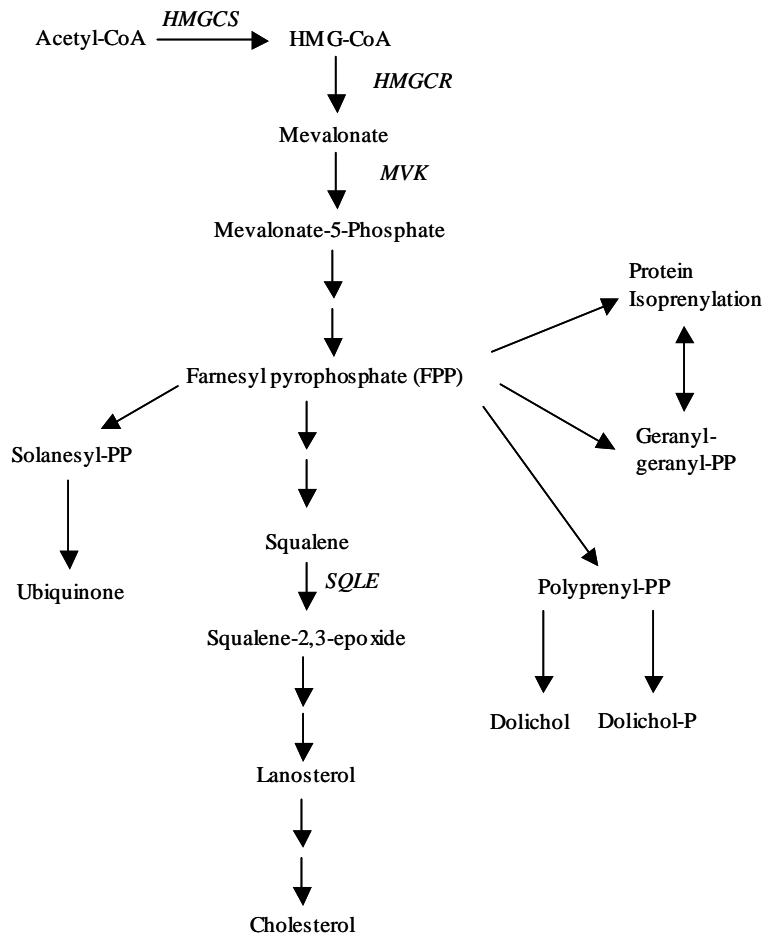 HMGCS
Acetyl-CoA
HMG-CoA
HMGCR
Mevalonate
MVK
Mevalonate-5-Phosphate
Protein
Isoprenylation
Farnesyl pyrophosphate (FPP)
Solanesyl-PP
Geranyl-
geranyl-PP
Squalene
SQLE
Ubiquinone
Polyprenyl-PP
Squalene-2,3-epoxide
Dolichol
Dolichol-P
Lanosterol
Cholesterol